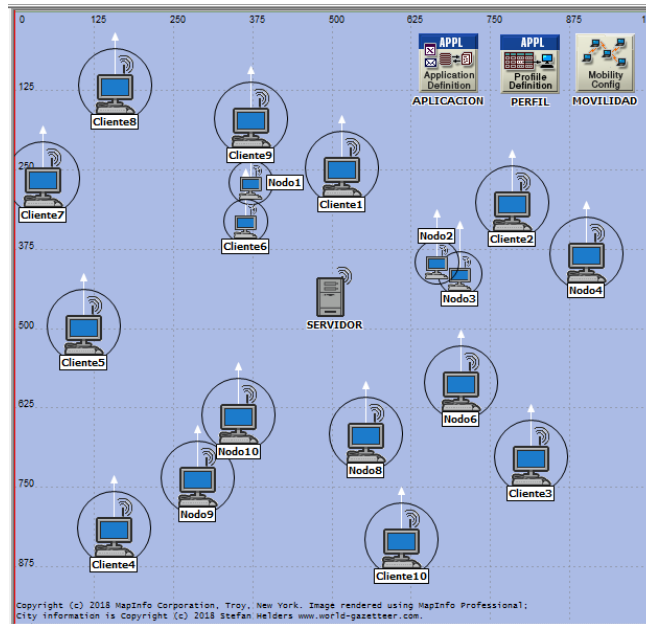 0 125 250 375 500 625 750 875 1
APPL
Application
Definition
APLICACION
APPL
Profile
Definition
PERFIL
Mobility
Config
MOVILIDAD
125
Cliente8
Cliente9
250
Nodo1
Cliente7
Cliente1
Cliente2
Nodo2
Cliente6
375
Nodo4
Nodo3
SERVIDOR
500
Cliente5
625
Nodo6
Nodo10
Nodo8
Cliente3
750
Nodo9
Cliente4
Cliente10
875
Copyright (c) 2018 MapInfo Corporation, Troy, New York. Image rendered using MapInfo Professional;
City information is Copyright (c) 2018 Stefan Helders www.world-gazetteer.com.